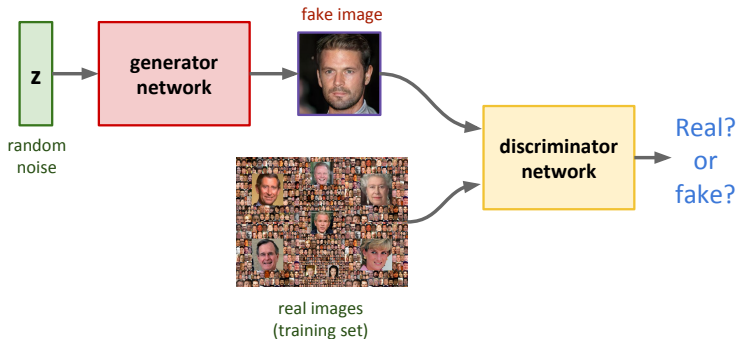 fake image
z
generator
network
random
noise
discriminator
network
Real?
or
fake?
real images
(training set)